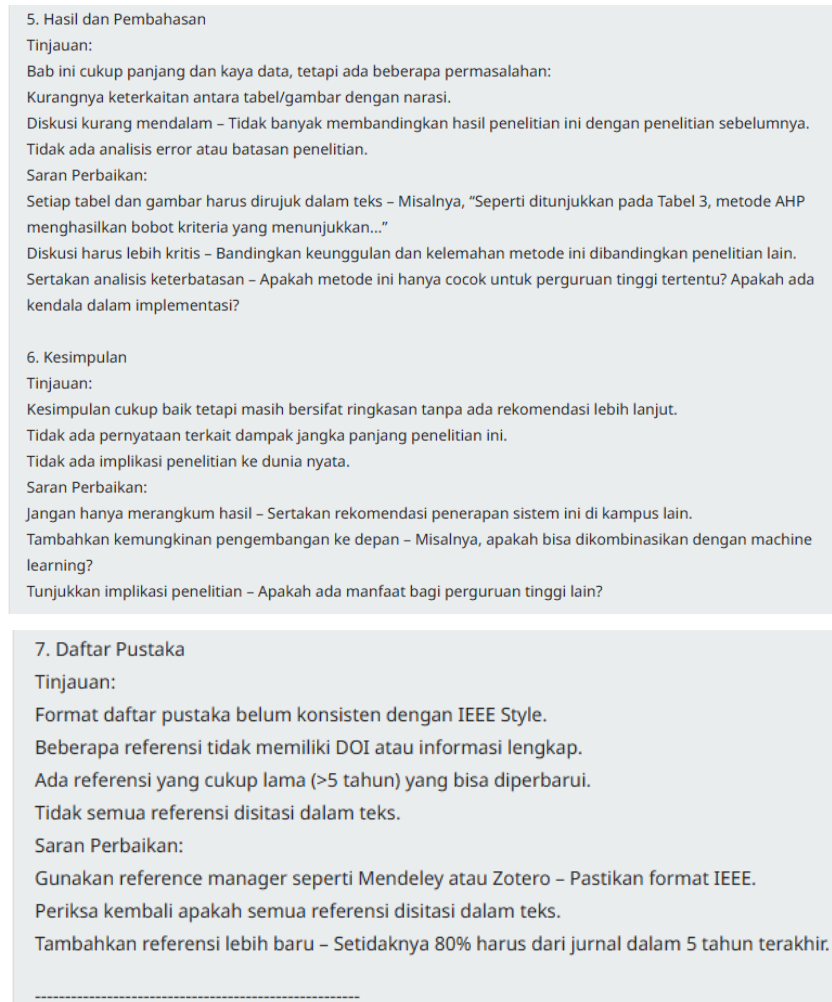 5. Hasil dan Pembahasan
Tinjauan:
Bab ini cukup panjang dan kaya data, tetapi ada beberapa permasalahan:
Kurangnya keterkaitan antara tabel/gambar dengan narasi.
Diskusi kurang mendalam – Tidak banyak membandingkan hasil penelitian ini dengan penelitian sebelumnya.
Tidak ada analisis error atau batasan penelitian.
Saran Perbaikan:
Setiap tabel dan gambar harus dirujuk dalam teks – Misalnya, “Seperti ditunjukkan pada Tabel 3, metode AHP
menghasilkan bobot kriteria yang menunjukkan...”
Diskusi harus lebih kritis – Bandingkan keunggulan dan kelemahan metode ini dibandingkan penelitian lain.
Sertakan analisis keterbatasan – Apakah metode ini hanya cocok untuk perguruan tinggi tertentu? Apakah ada
kendala dalam implementasi?
6. Kesimpulan
Tinjauan:
Kesimpulan cukup baik tetapi masih bersifat ringkasan tanpa ada rekomendasi lebih lanjut.
Tidak ada pernyataan terkait dampak jangka panjang penelitian ini.
Tidak ada implikasi penelitian ke dunia nyata.
Saran Perbaikan:
Jangan hanya merangkum hasil – Sertakan rekomendasi penerapan sistem ini di kampus lain.
Tambahkan kemungkinan pengembangan ke depan – Misalnya, apakah bisa dikombinasikan dengan machine
learning?
Tunjukkan implikasi penelitian – Apakah ada manfaat bagi perguruan tinggi lain?
7. Daftar Pustaka
Tinjauan:
Format daftar pustaka belum konsisten dengan IEEE Style.
Beberapa referensi tidak memiliki DOI atau informasi lengkap.
Ada referensi yang cukup lama (>5 tahun) yang bisa diperbarui.
Tidak semua referensi disitasi dalam teks.
Saran Perbaikan:
Gunakan reference manager seperti Mendeley atau Zotero – Pastikan format IEEE.
Periksa kembali apakah semua referensi disitasi dalam teks.
Tambahkan referensi lebih baru – Setidaknya 80% harus dari jurnal dalam 5 tahun terakhir.
------------------------------------------------------